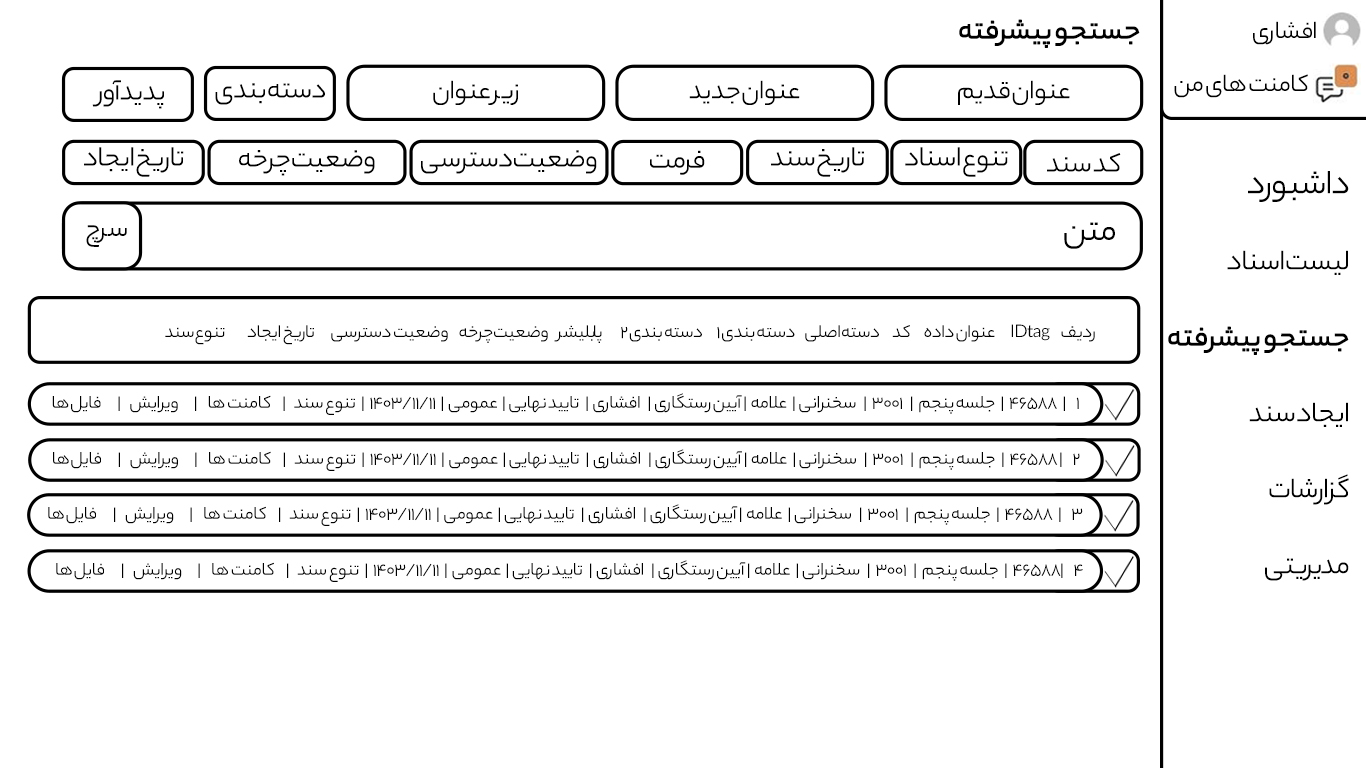 افشاری
۰
کامنت های من
داشبورد
لیست اسناد
جستجو پیشرفته
ایجاد سند
گزارشات
مدیریتی
جستجو پیشرفته
عنوان قدیم
عنوان جدید
زیر عنوان
دسته بندی
پدیدآور
کد سند
تنوع اسناد
تاریخ سند
فرمت
وضعیت دسترسی
وضعیت چرخه
تاریخ ایجاد
متن
سرچ
ردیف IDtag عنوان داده کد دسته اصلی دسته بندی۱ دسته بندی۲ پابلیشر وضعیت چرخه وضعیت دسترسی تاریخ ایجاد تنوع سند
۱ | ۴۶۵۸۸ | جلسه پنجم | ۳۰۰۱ | سخنرانی | علامه | آیین رستگاری | افشاری | تایید نهایی | عمومی | ۱۴۰۳/۱۱/۱۱ | تنوع سند | کامنت ها | ویرایش | فایل ها
۲ | ۴۶۵۸۸ | جلسه پنجم | ۳۰۰۱ | سخنرانی | علامه | آیین رستگاری | افشاری | تایید نهایی | عمومی | ۱۴۰۳/۱۱/۱۱ | تنوع سند | کامنت ها | ویرایش | فایل ها
۳ | ۴۶۵۸۸ | جلسه پنجم | ۳۰۰۱ | سخنرانی | علامه | آیین رستگاری | افشاری | تایید نهایی | عمومی | ۱۴۰۳/۱۱/۱۱ | تنوع سند | کامنت ها | ویرایش | فایل ها
۴ | ۴۶۵۸۸ | جلسه پنجم | ۳۰۰۱ | سخنرانی | علامه | آیین رستگاری | افشاری | تایید نهایی | عمومی | ۱۴۰۳/۱۱/۱۱ | تنوع سند | کامنت ها | ویرایش | فایل ها